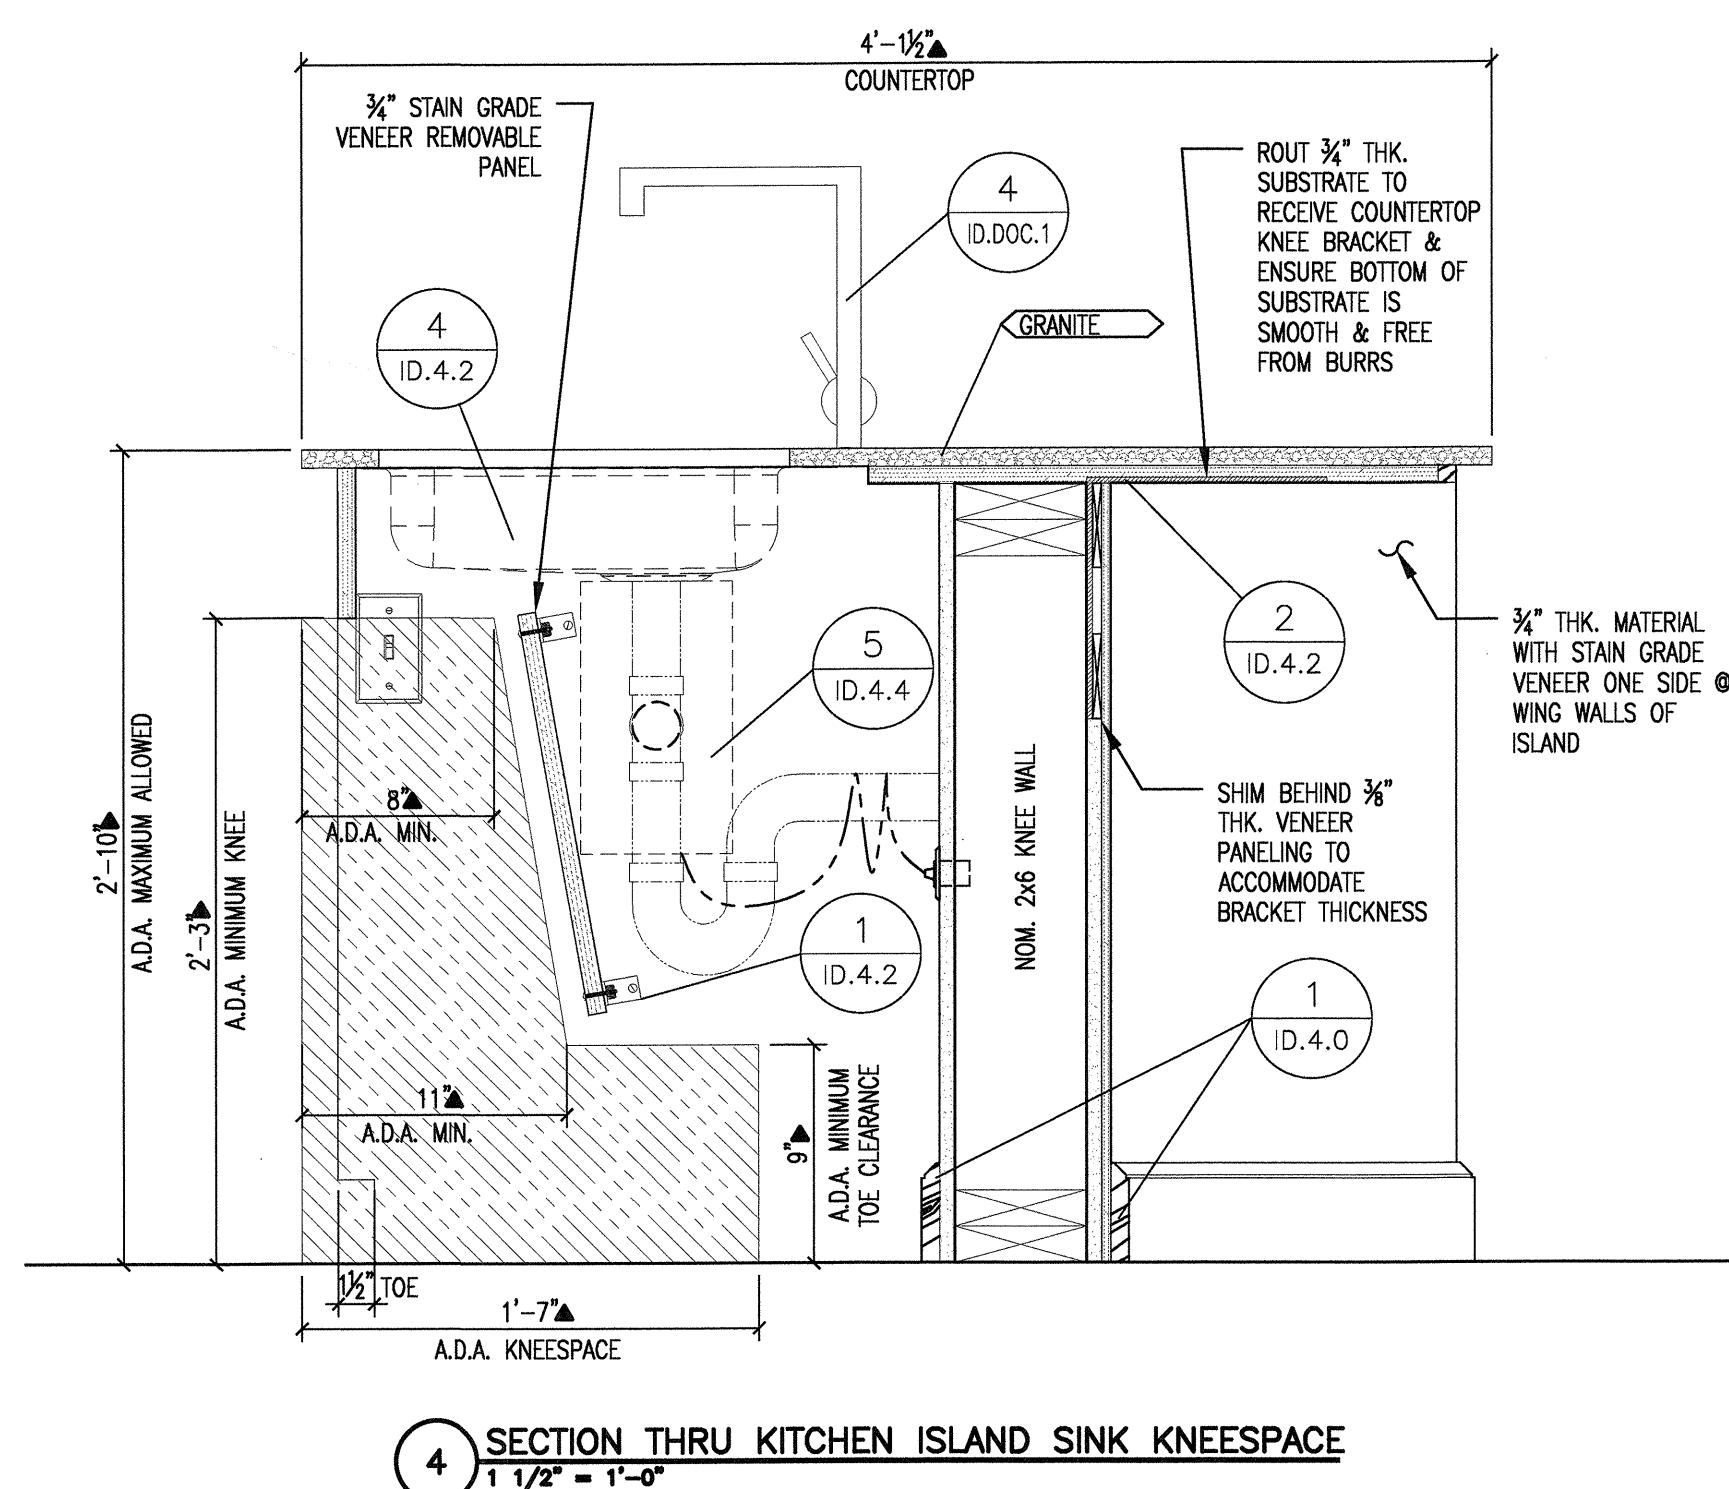 4'-1½"
COUNTERTOP
¾" STAIN GRADE
VENEER REMOVABLE
PANEL
4
ID.DOC.1
ROUT ¾" THK.
SUBSTRATE TO
RECEIVE COUNTERTOP
KNEE BRACKET &
ENSURE BOTTOM OF
SUBSTRATE IS
SMOOTH & FREE
FROM BURRS
4
ID.4.2
GRANITE
5
ID.4.4
2
ID.4.2
¾" THK. MATERIAL
WITH STAIN GRADE
VENEER ONE SIDE @
WING WALLS OF
ISLAND
2'-10"
A.D.A. MAXIMUM ALLOWED
2'-3"
A.D.A. MINIMUM KNEE
8"
A.D.A. MIN.
NOM. 2x6 KNEE WALL
SHIM BEHIND ⅜"
THK. VENEER
PANELING TO
ACCOMMODATE
BRACKET THICKNESS
1
ID.4.2
1
ID.4.0
11"
A.D.A. MIN.
9"
A.D.A. MINIMUM
TOE CLEARANCE
1½" TOE
1'-7"
A.D.A. KNEESPACE
4
SECTION THRU KITCHEN ISLAND SINK KNEESPACE
1 1/2" = 1'-0"